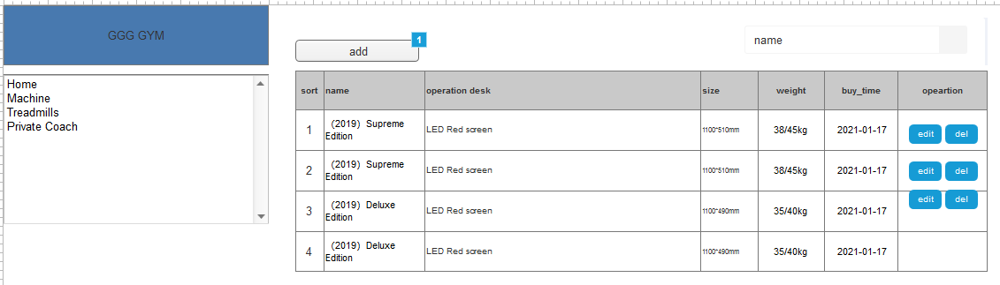 GGG GYM
Home
Machine
Treadmills
Private Coach
add
1
name
sort name operation desk size weight buy_time opeartion
1 (2019) Supreme Edition LED Red screen 1100*510mm 38/45kg 2021-01-17 edit del
2 (2019) Supreme Edition LED Red screen 1100*510mm 38/45kg 2021-01-17 edit del
3 (2019) Deluxe Edition LED Red screen 1100*490mm 35/40kg 2021-01-17 edit del
4 (2019) Deluxe Edition LED Red screen 1100*490mm 35/40kg 2021-01-17